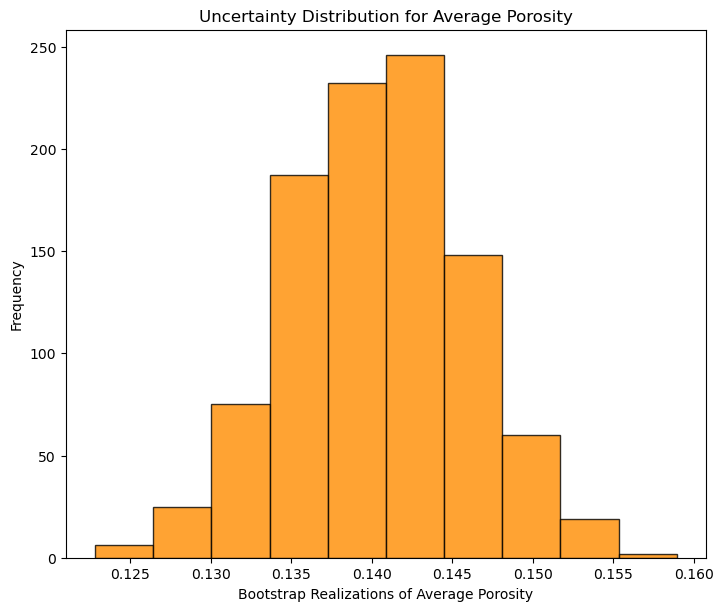 Uncertainty Distribution for Average Porosity
250
200
150
100
50
0
Frequency
0.125 0.130 0.135 0.140 0.145 0.150 0.155 0.160
Bootstrap Realizations of Average Porosity